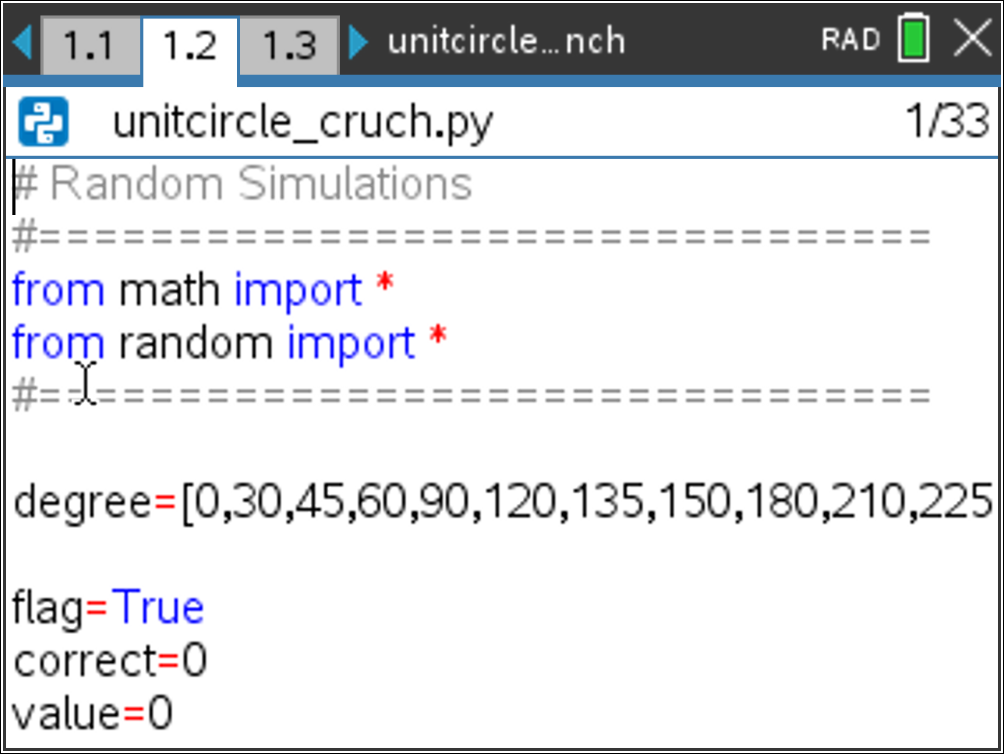 1.1 1.2 1.3 unitcircle…nch RAD
unitcircle_cruch.py 1/33
# Random Simulations
#================================
from math import *
from random import *
#================================
degree=[0,30,45,60,90,120,135,150,180,210,225
flag=True
correct=0
value=0